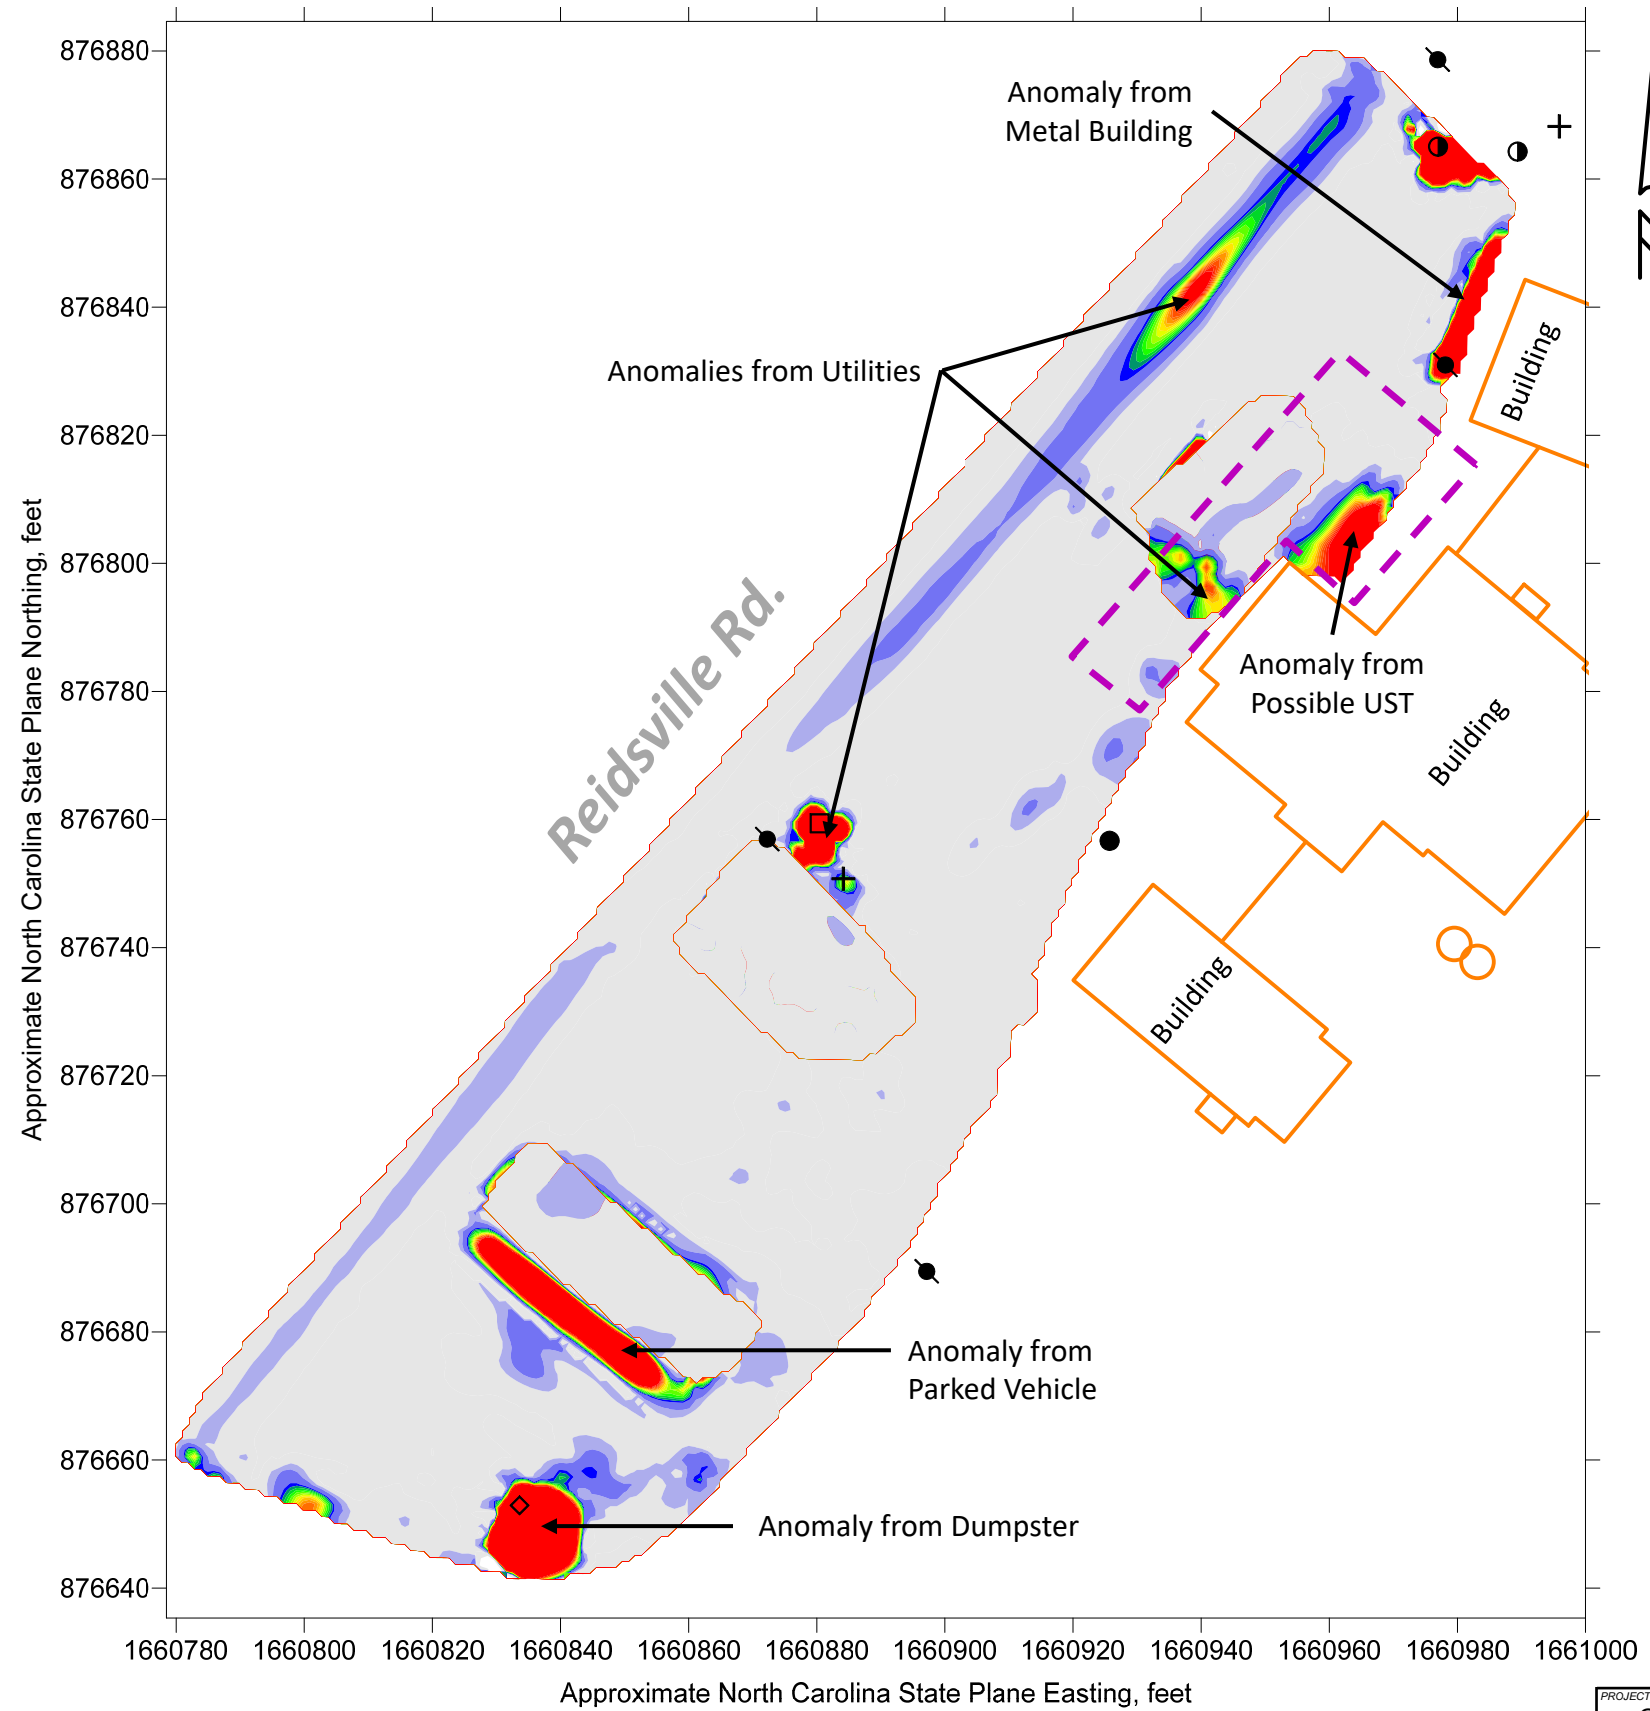 876880
876860
876840
876820
876800
876780
876760
876740
876720
876700
876680
876660
876640
Approximate North Carolina State Plane Northing, feet
Anomaly from
Metal Building
Anomalies from Utilities
Building
Reidsville Rd.
Anomaly from
Possible UST
Building
Building
Anomaly from
Parked Vehicle
Anomaly from Dumpster
1660780 1660800 1660820 1660840 1660860 1660880 1660900 1660920 1660940 1660960 1660980 1661000
Approximate North Carolina State Plane Easting, feet
PROJECT